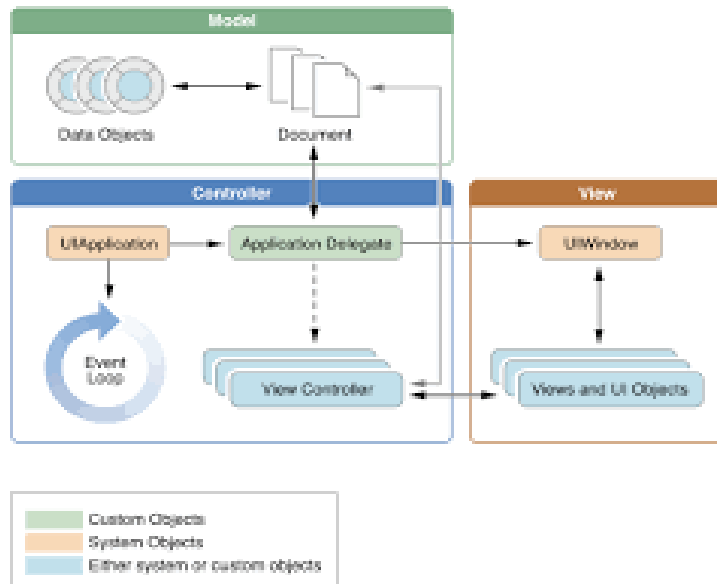 Model
Data Objects
Document
Controller
View
UIApplication
Application Delegate
UIWindow
Event
Loop
View Controller
Views and UI Objects
Custom Objects
System Objects
Either system or custom objects